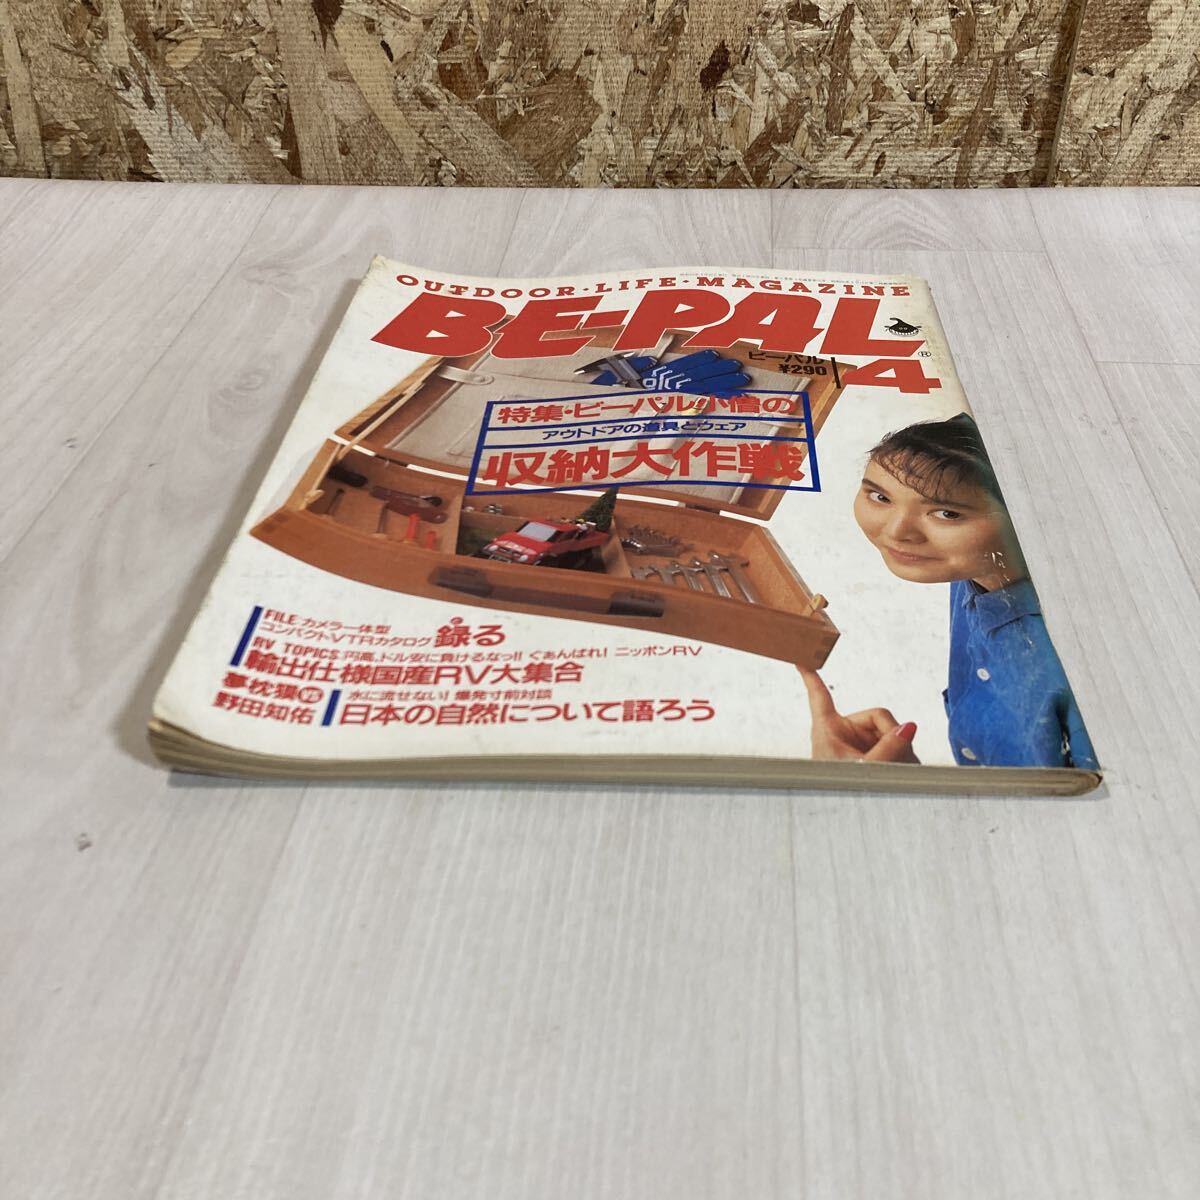 OUTDOOR・LIFE・MAGAZINE
BE-PAL®
ビーパル
¥290
4
特集・ビーパル小僧の
アウトドアの道具とウェア
収納大作戦
FILE カメラ一体型
コンパクトVTRカタログ 録る
RV TOPICS 円高、ドル安に負けるなっ!! ぐぁんばれ! ニッポンRV
輸出仕様国産RV大集合
夢枕獏VS
野田知佑
水に流せない! 爆発寸前対談
日本の自然について語ろう